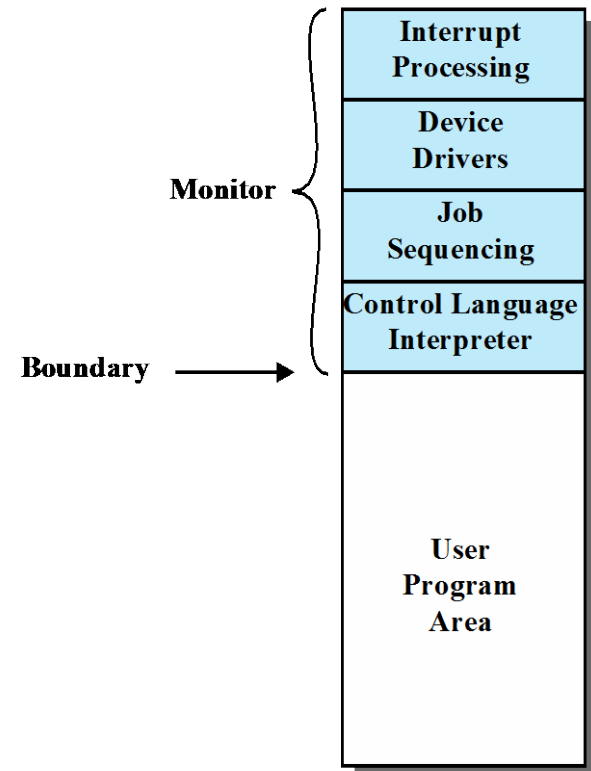 Interrupt
Processing
Device
Drivers
Monitor
Job
Sequencing
Control Language
Interpreter
Boundary
User
Program
Area